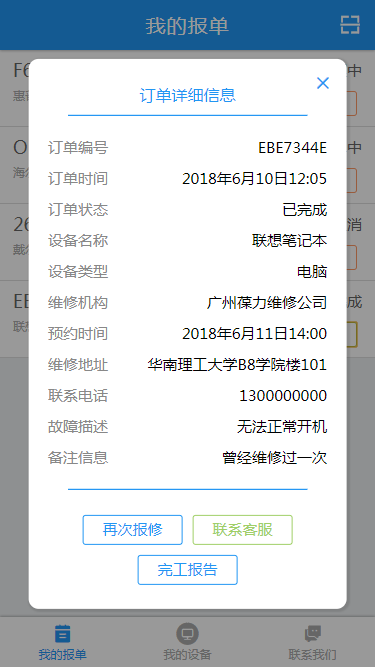 我的报单
F6
中
订单详细信息
惠
订单编号 EBE7344E
O
中
订单时间 2018年6月10日12:05
海
订单状态 已完成
26
消
设备名称 联想笔记本
戴
设备类型 电脑
EE
成
维修机构 广州葆力维修公司
联
预约时间 2018年6月11日14:00
维修地址 华南理工大学B8学院楼101
联系电话 1300000000
故障描述 无法正常开机
备注信息 曾经维修过一次
再次报修 联系客服
完工报告
我的报单 我的设备 联系我们